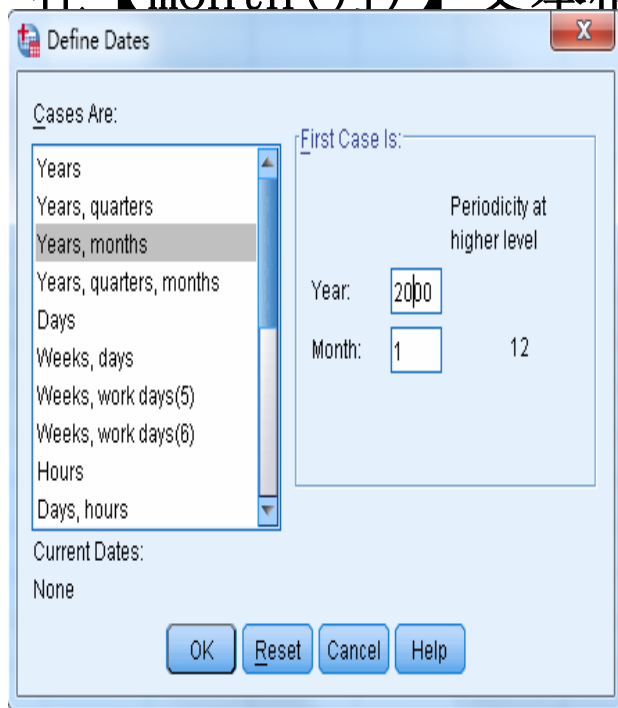 【month(月)】
Define Dates
Cases Are:
Years
Years, quarters
Years, months
Years, quarters, months
Days
Weeks, days
Weeks, work days(5)
Weeks, work days(6)
Hours
Days, hours
First Case Is:
Periodicity at
higher level
Year: 2000
Month: 1 12
Current Dates:
None
OK Reset Cancel Help